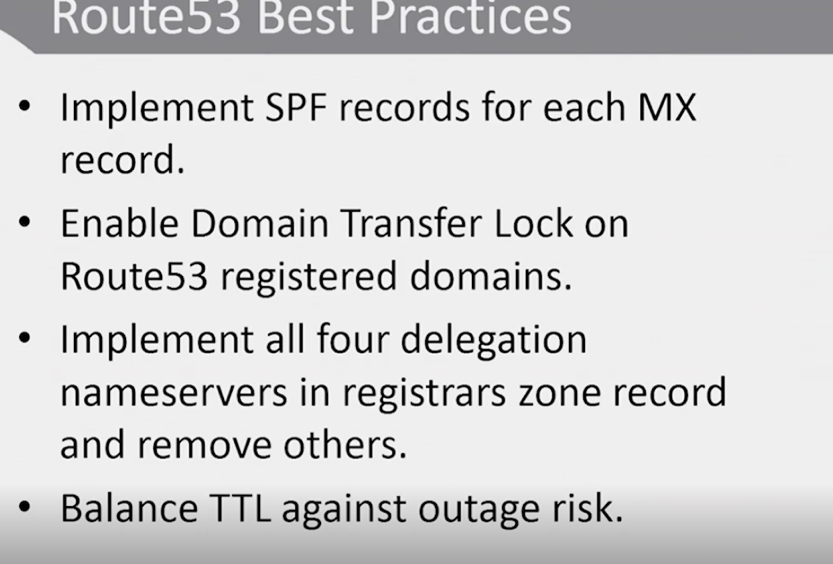 Route53 Best Practices
• Implement SPF records for each MX
record.
• Enable Domain Transfer Lock on
Route53 registered domains.
• Implement all four delegation
nameservers in registrars zone record
and remove others.
• Balance TTL against outage risk.